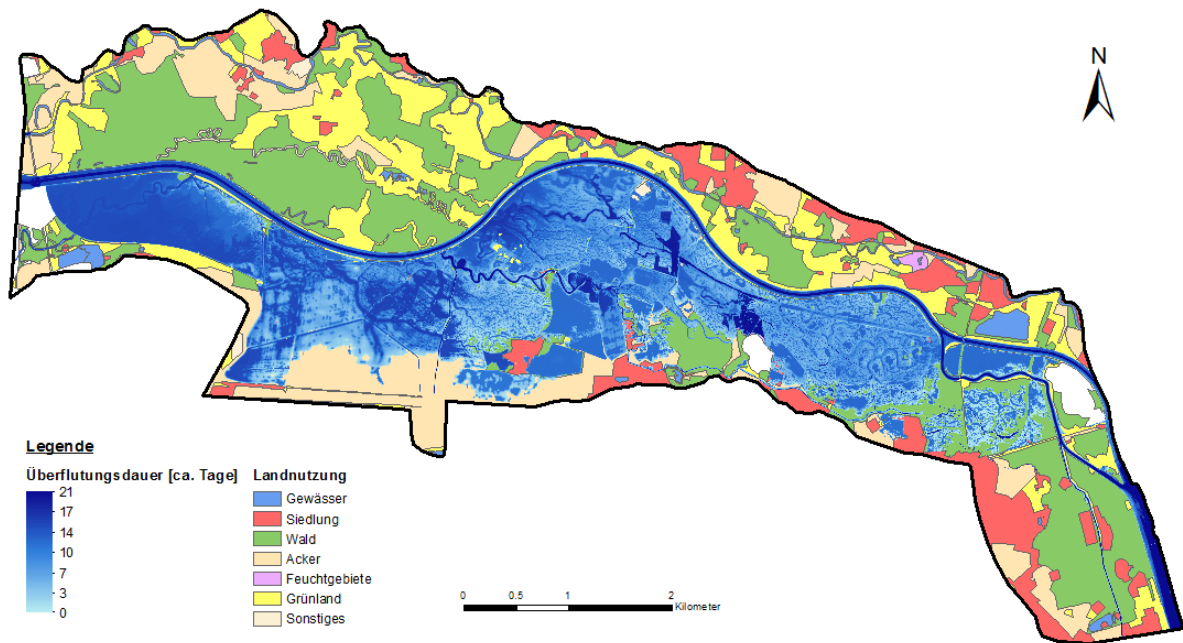 N
Legende
Überflutungsdauer [ca. Tage]
21
17
14
10
7
3
0
Landnutzung
Gewässer
Siedlung
Wald
Acker
Feuchtgebiete
Grünland
Sonstiges
0 0.5 1 2
Kilometer